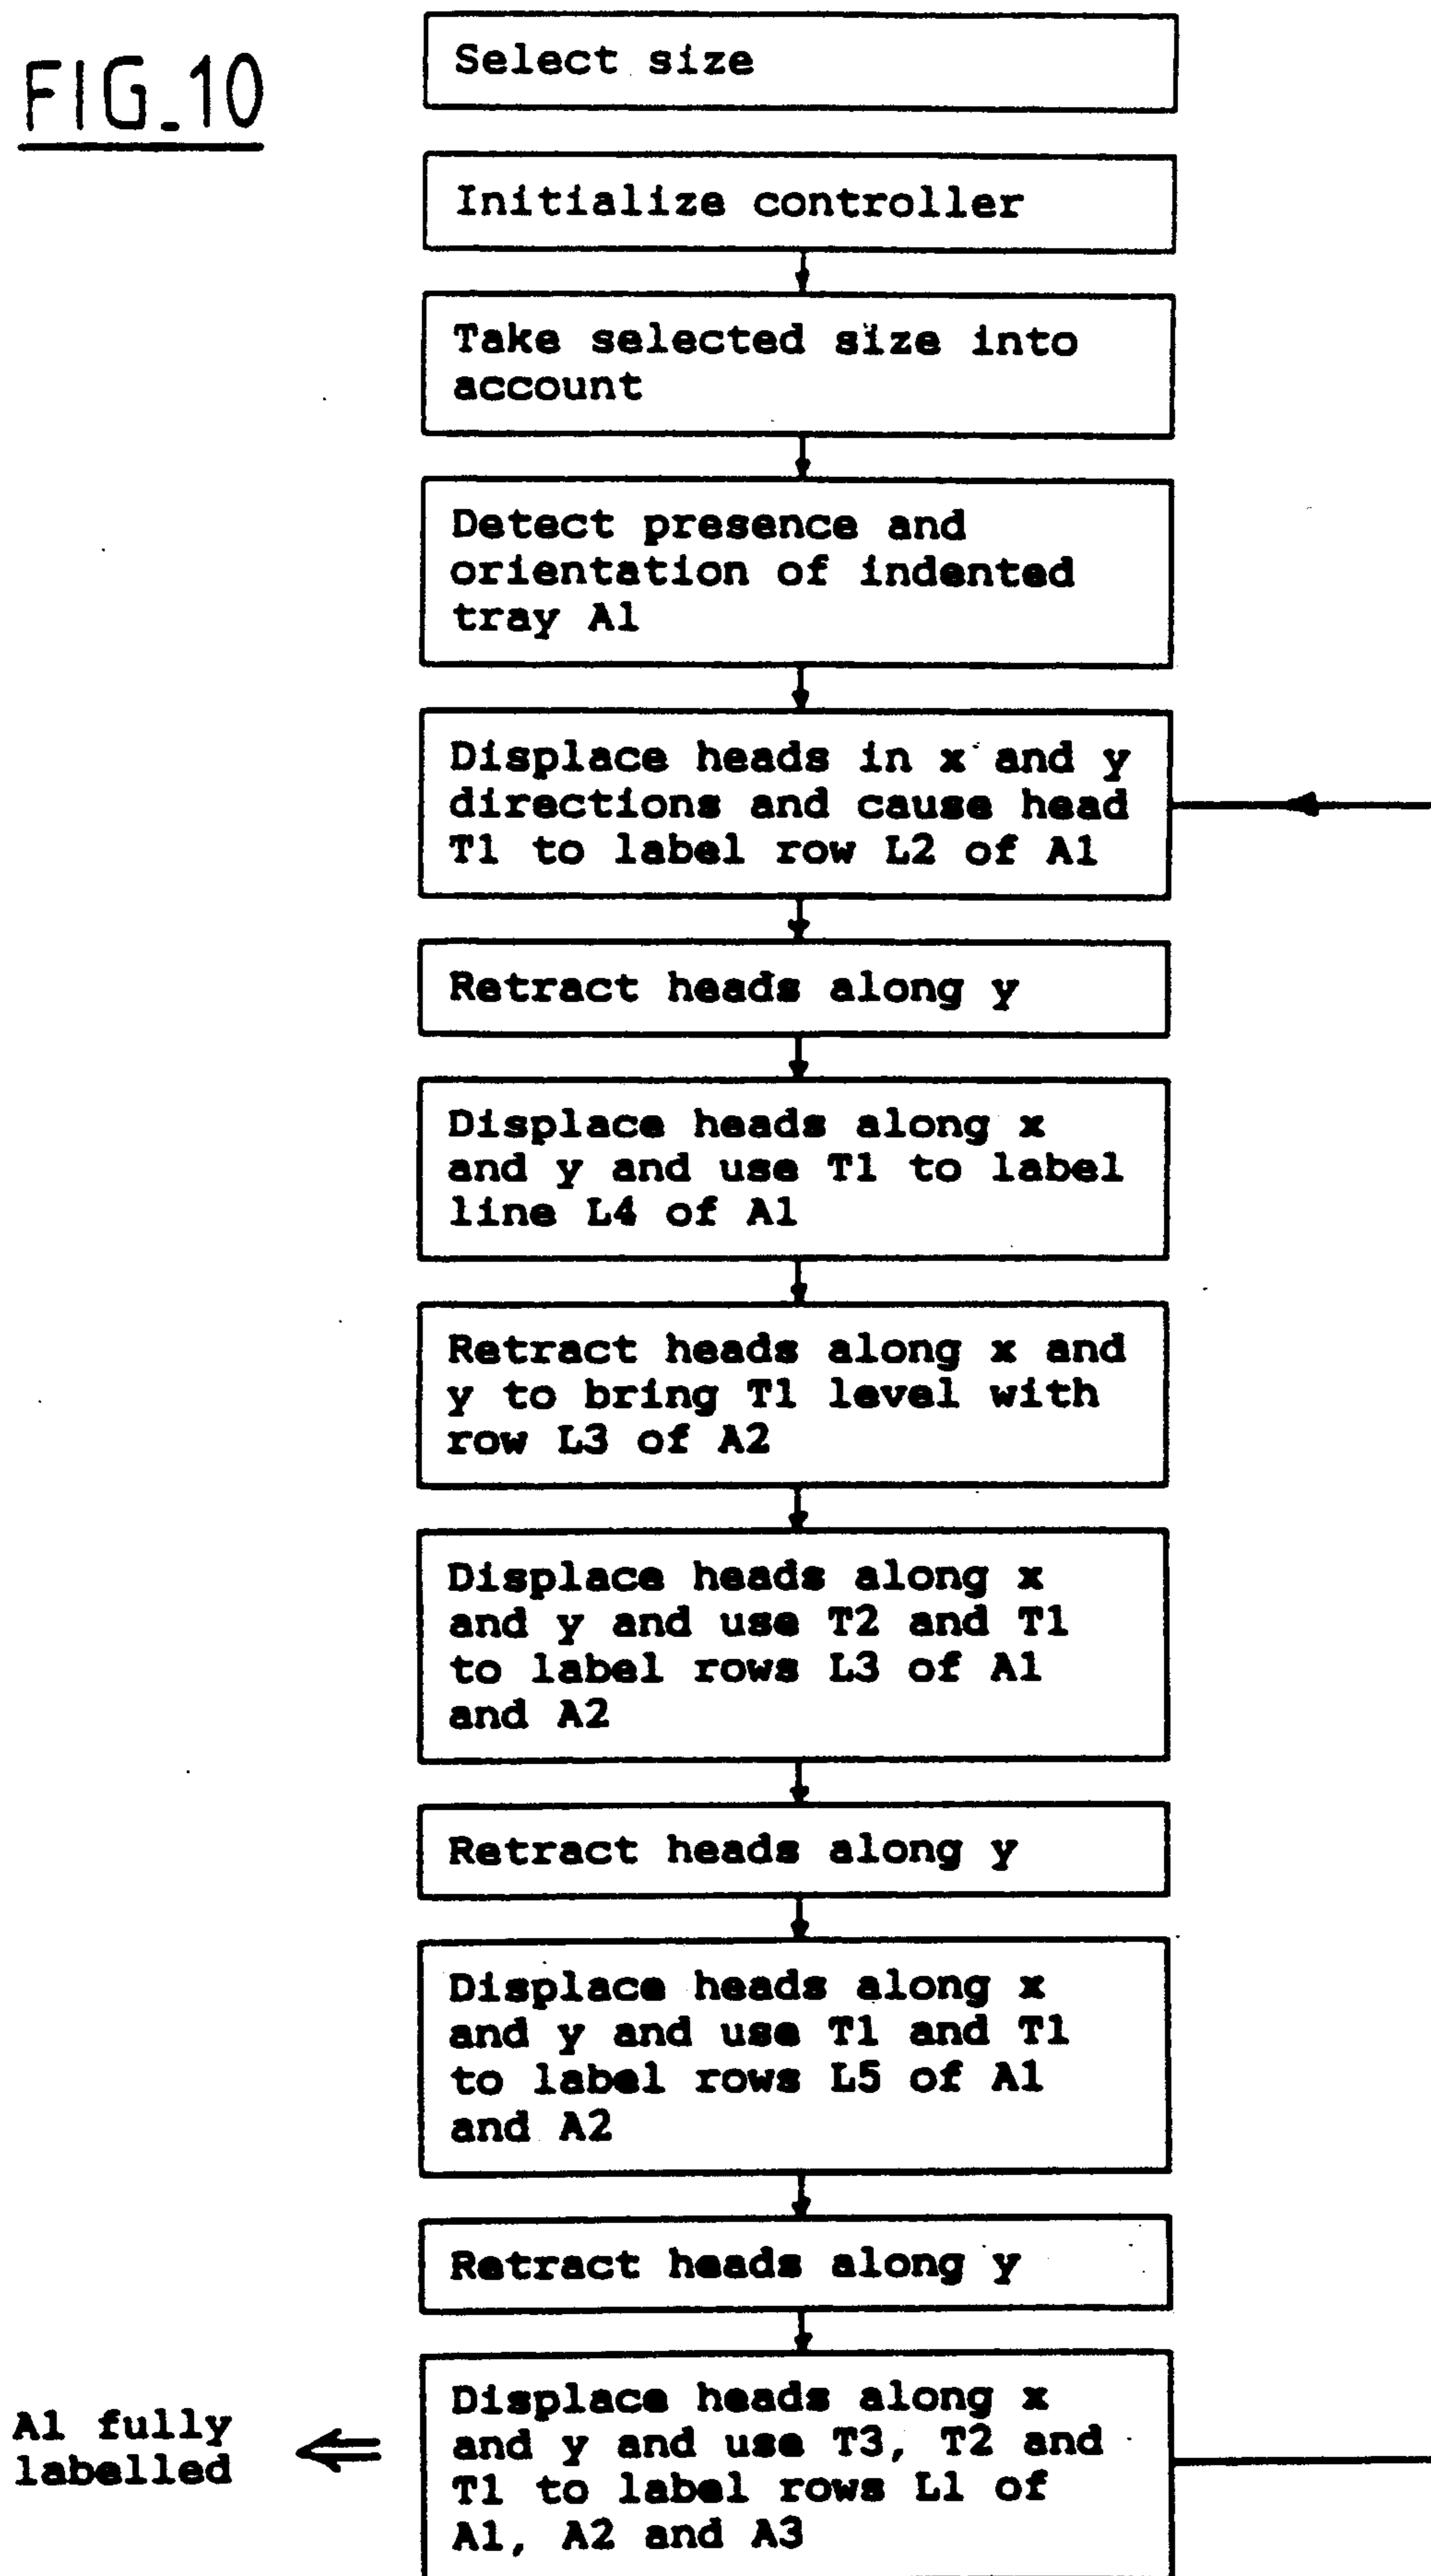 FIG_10
Select size
Initialize controller
Take selected size into
account
Detect presence and
orientation of indented
tray A1
Displace heads in x and y
directions and cause head
T1 to label row L2 of A1
Retract heads along y
Displace heads along x
and y and use T1 to label
line L4 of A1
Retract heads along x and
y to bring T1 level with
row L3 of A2
Displace heads along x
and y and use T2 and T1
to label rows L3 of A1
and A2
Retract heads along y
Displace heads along x
and y and use T1 and T1
to label rows L5 of A1
and A2
Retract heads along y
Displace heads along x
and y and use T3, T2 and
T1 to label rows L1 of
A1, A2 and A3
A1 fully
labelled